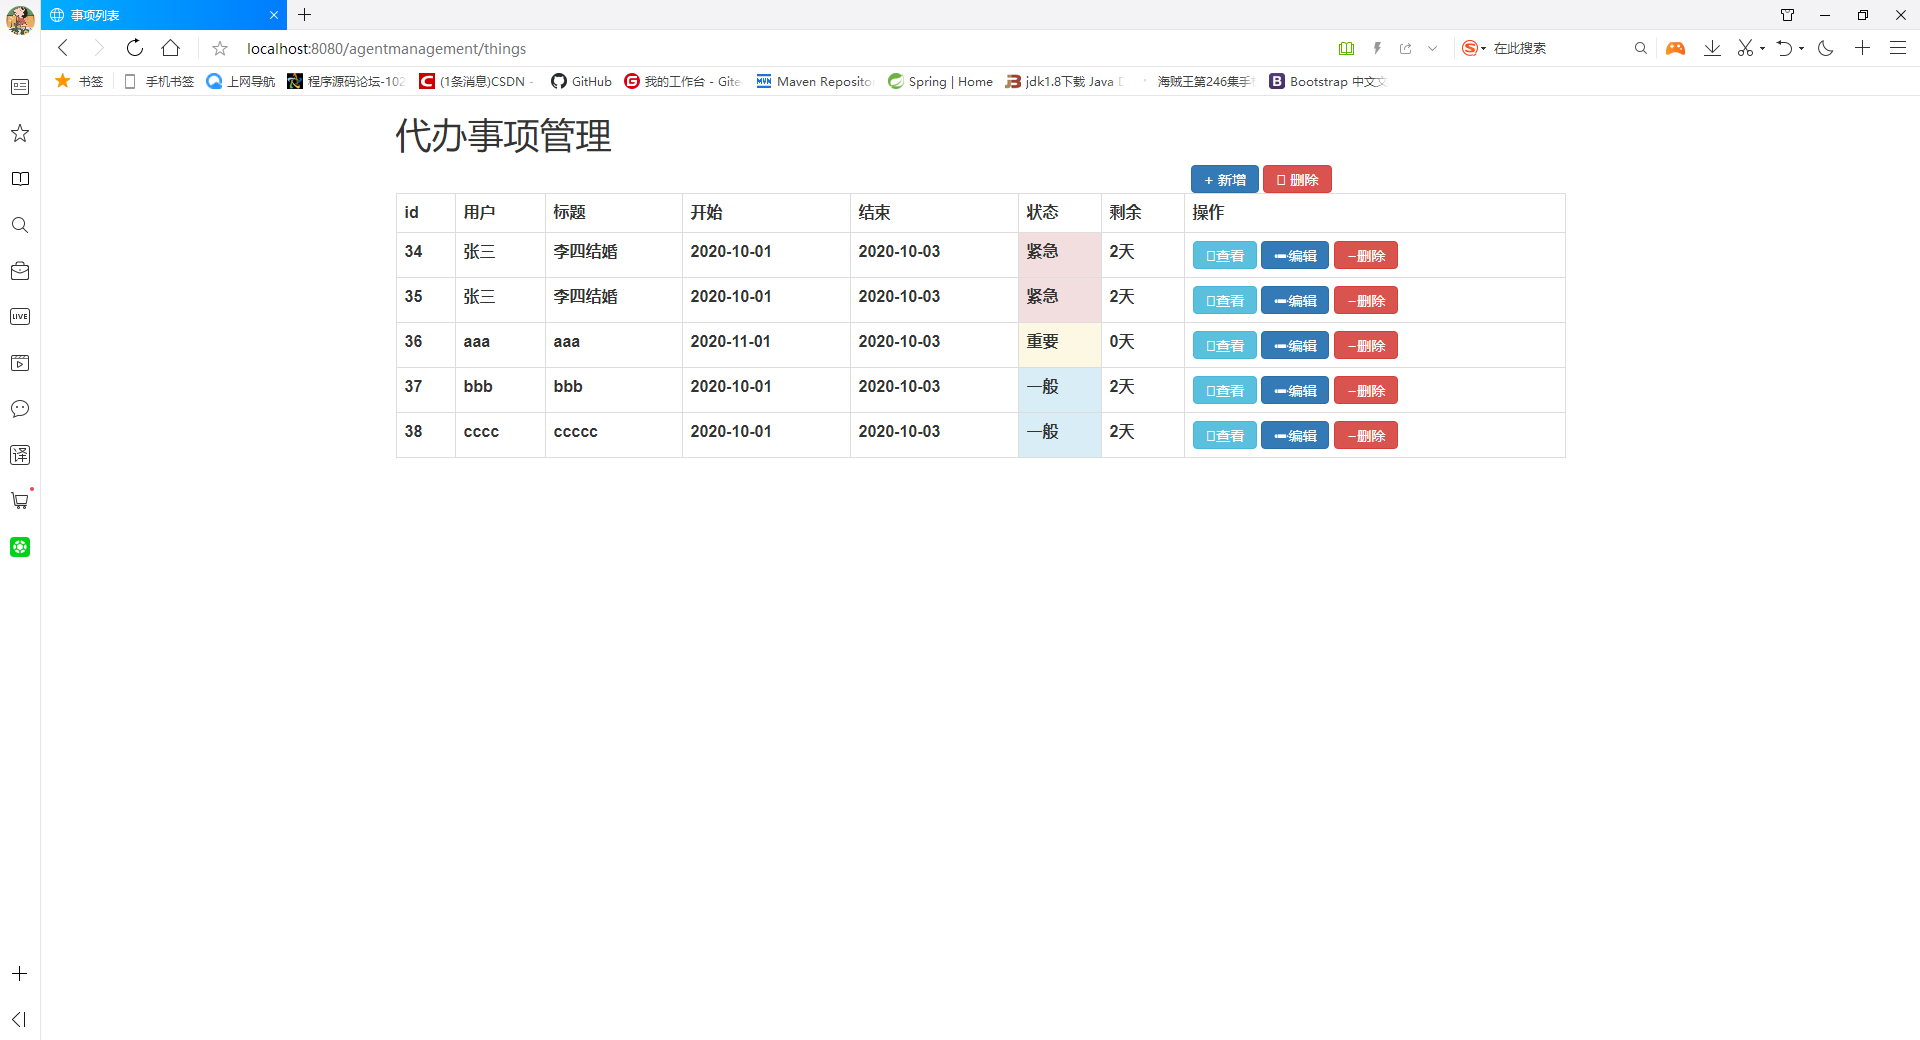 事项列表
localhost:8080/agentmanagement/things
在此搜索
书签 手机书签 上网导航 程序源码论坛-102 (1条消息)CSDN - GitHub 我的工作台 - Gite Maven Reposito Spring | Home jdk1.8下载 Java 海贼王第246集手 Bootstrap 中文文
LIVE
译
代办事项管理
+ 新增 删除
id 用户 标题 开始 结束 状态 剩余 操作
34 张三 李四结婚 2020-10-01 2020-10-03 紧急 2天 查看 编辑 −删除
35 张三 李四结婚 2020-10-01 2020-10-03 紧急 2天 查看 编辑 −删除
36 aaa aaa 2020-11-01 2020-10-03 重要 0天 查看 编辑 −删除
37 bbb bbb 2020-10-01 2020-10-03 一般 2天 查看 编辑 −删除
38 cccc ccccc 2020-10-01 2020-10-03 一般 2天 查看 编辑 −删除